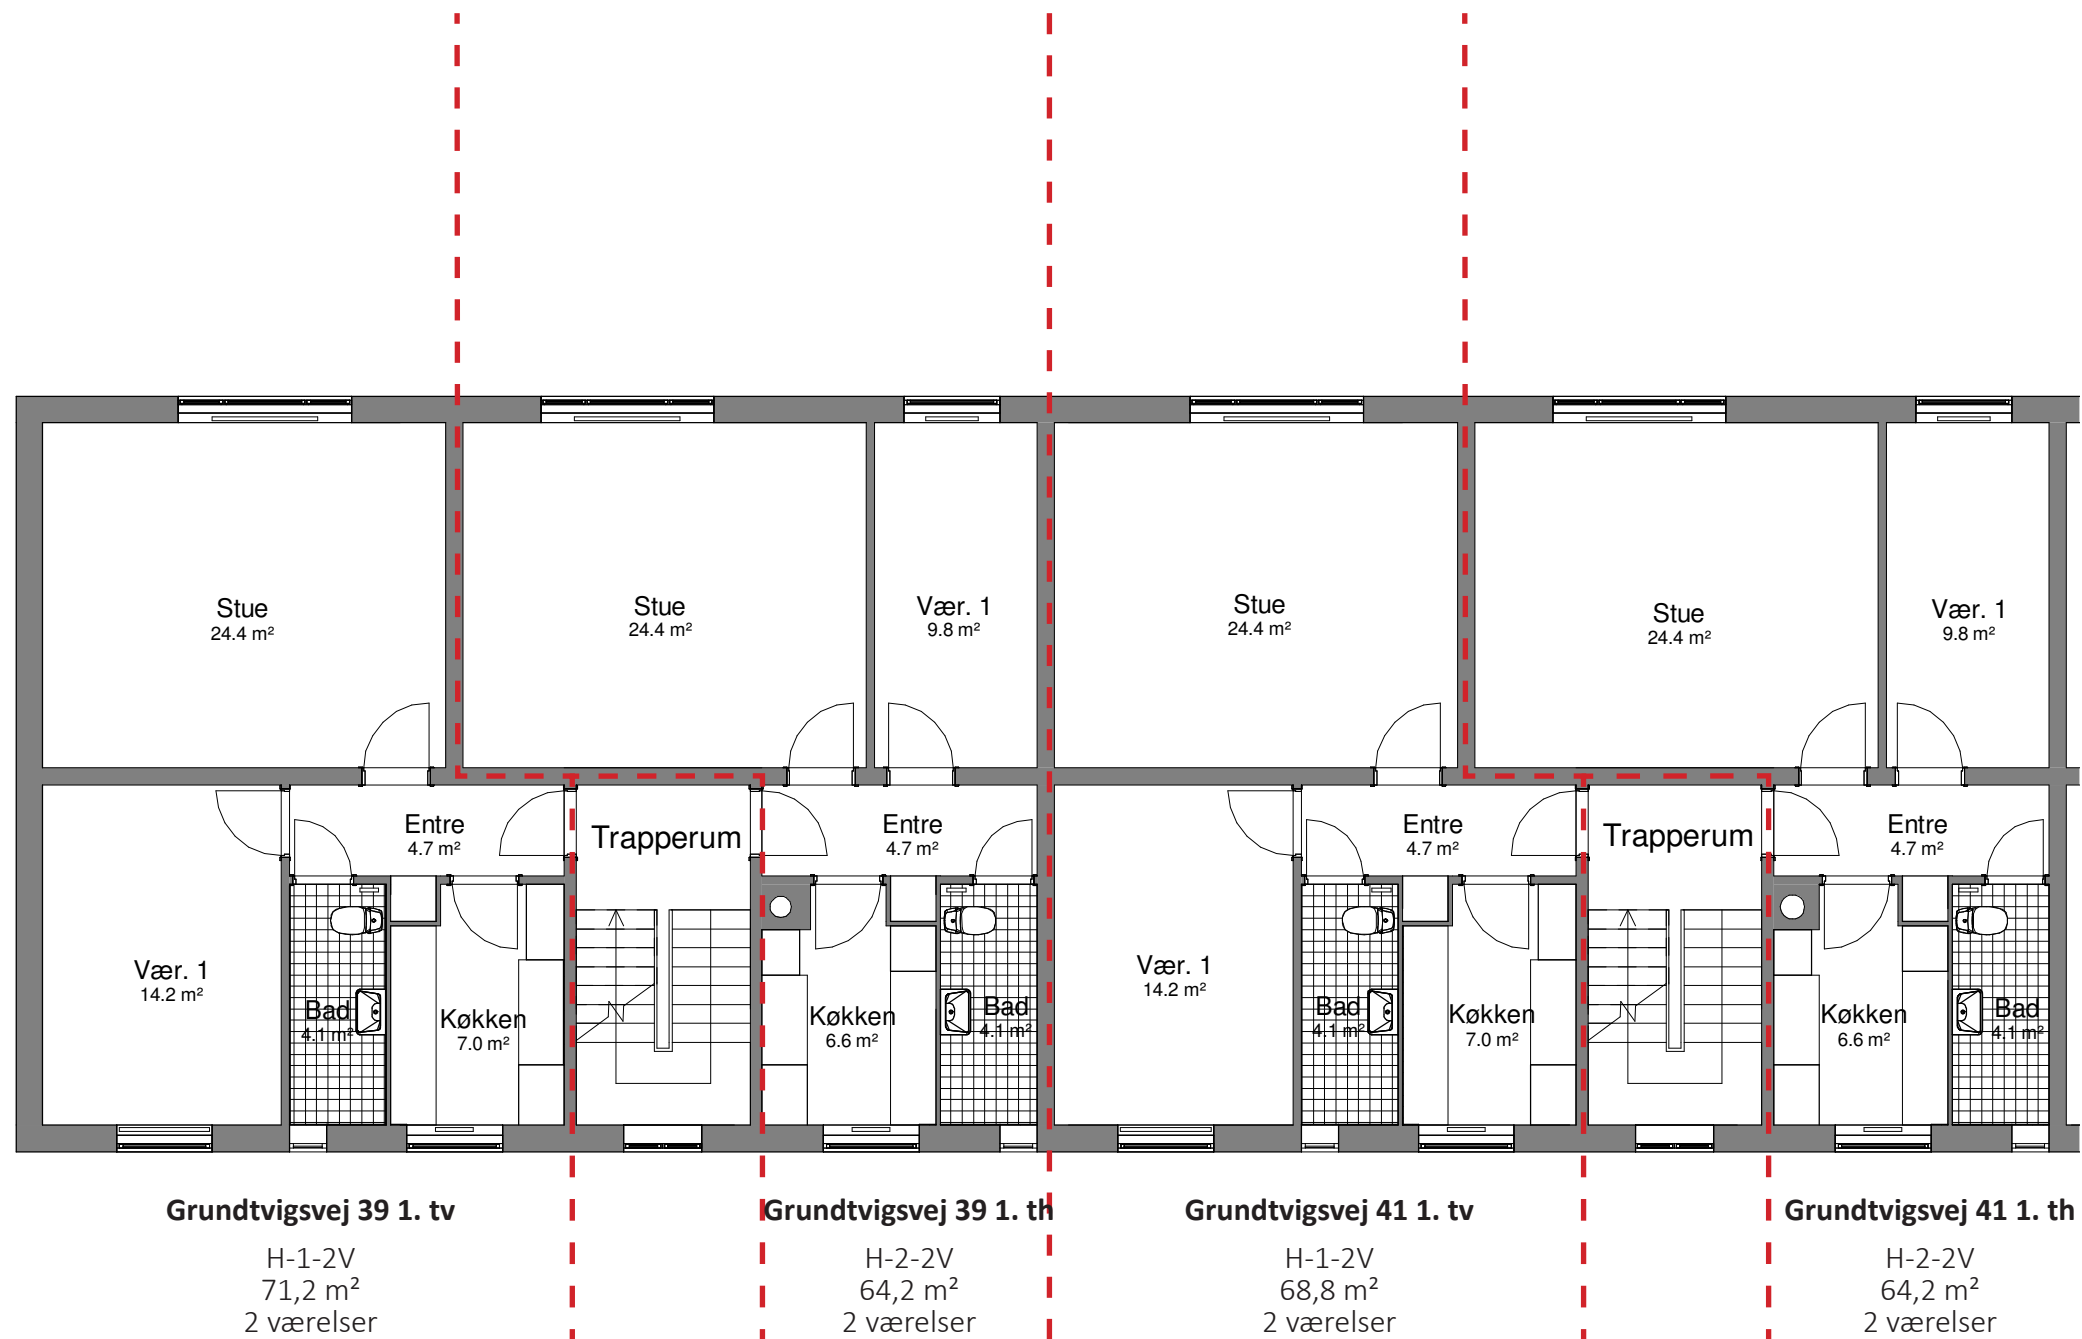 Stue
24.4 m²
Stue
24.4 m²
Vær. 1
9.8 m²
Stue
24.4 m²
Stue
24.4 m²
Vær. 1
9.8 m²
Entre
4.7 m²
Trapperum
Entre
4.7 m²
Entre
4.7 m²
Trapperum
Entre
4.7 m²
Vær. 1
14.2 m²
Bad
4.1 m²
Køkken
7.0 m²
Køkken
6.6 m²
Bad
4.1 m²
Vær. 1
14.2 m²
Bad
4.1 m²
Køkken
7.0 m²
Køkken
6.6 m²
Bad
4.1 m²
Grundtvigsvej 39 1. tv
H-1-2V
71,2 m²
2 værelser
Grundtvigsvej 39 1. th
H-2-2V
64,2 m²
2 værelser
Grundtvigsvej 41 1. tv
H-1-2V
68,8 m²
2 værelser
Grundtvigsvej 41 1. th
H-2-2V
64,2 m²
2 værelser